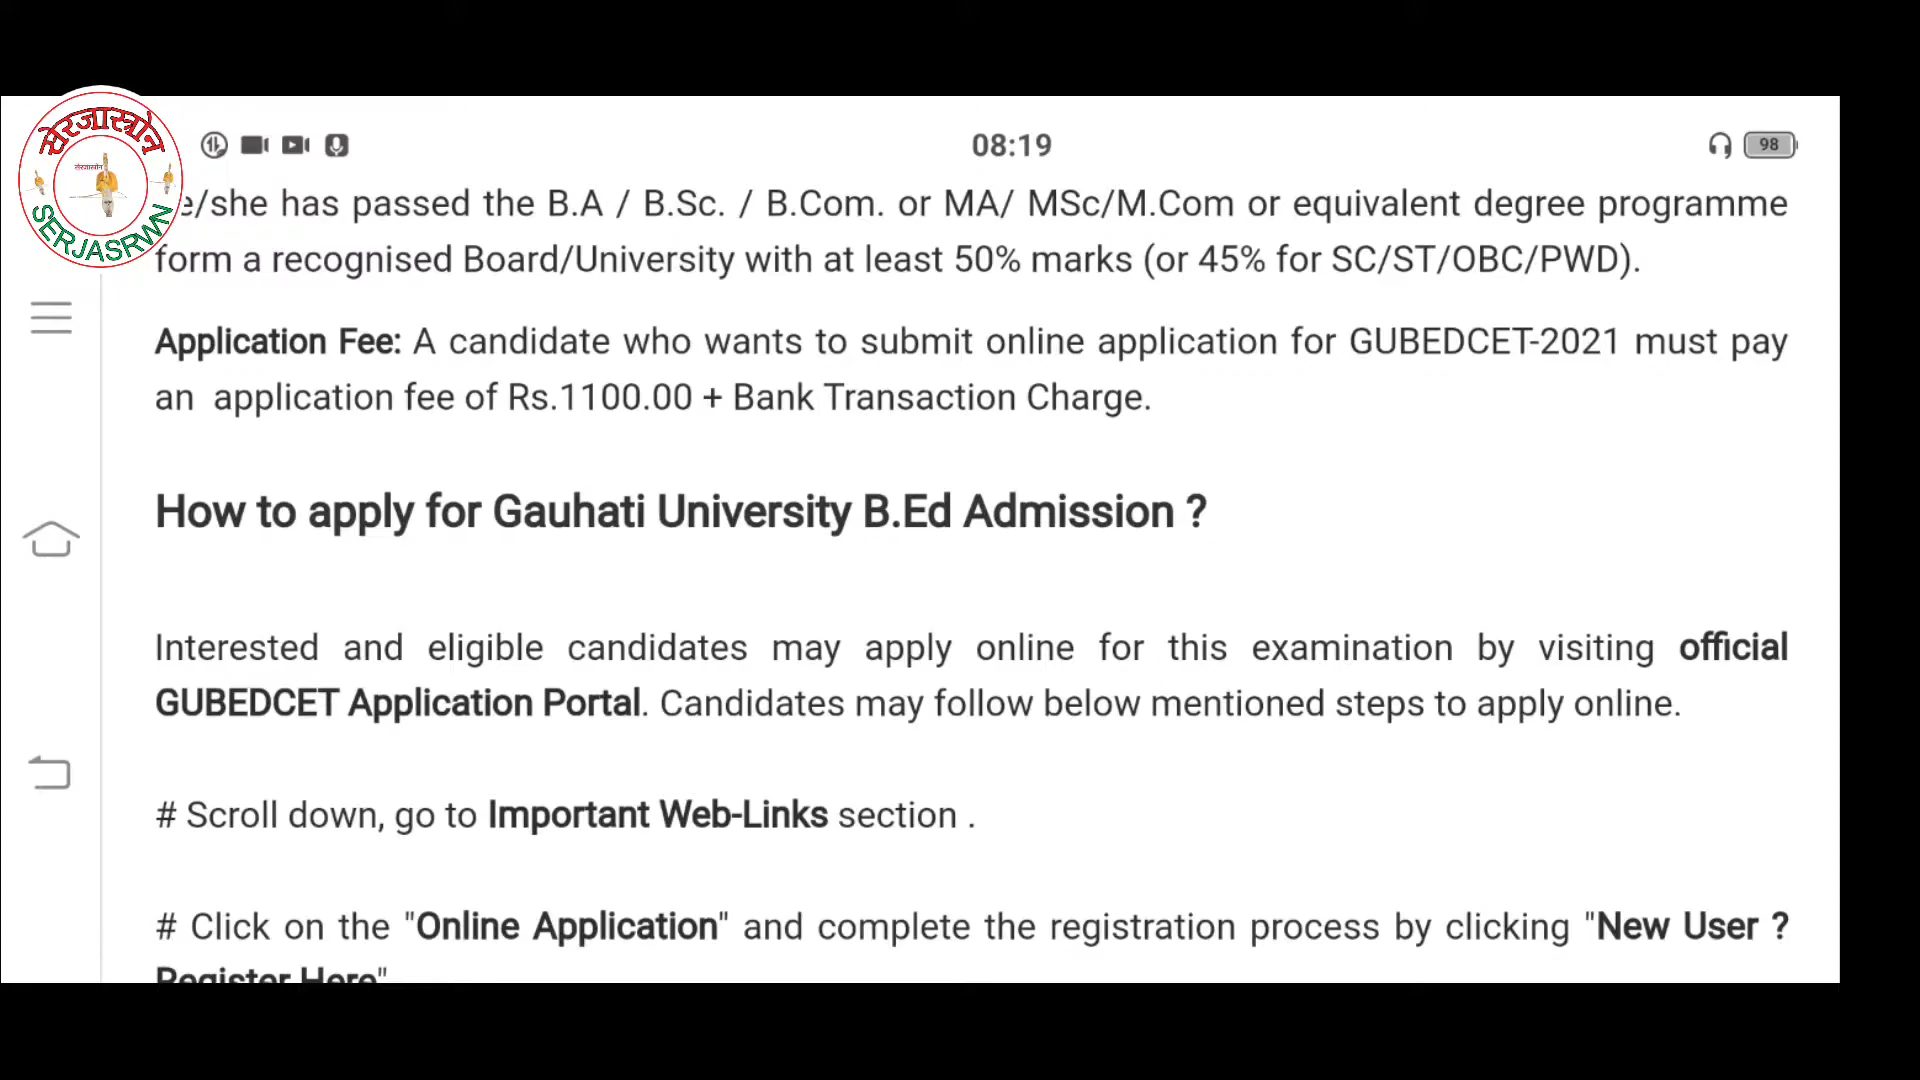 सेरजास्रोन
SERJASRWN
08:19
98
e/she has passed the B.A / B.Sc. / B.Com. or MA/ MSc/M.Com or equivalent degree programme
form a recognised Board/University with at least 50% marks (or 45% for SC/ST/OBC/PWD).
Application Fee: A candidate who wants to submit online application for GUBEDCET-2021 must pay
an application fee of Rs.1100.00 + Bank Transaction Charge.
How to apply for Gauhati University B.Ed Admission ?
Interested and eligible candidates may apply online for this examination by visiting official
GUBEDCET Application Portal. Candidates may follow below mentioned steps to apply online.
# Scroll down, go to Important Web-Links section .
# Click on the "Online Application" and complete the registration process by clicking "New User ?
Register Here"